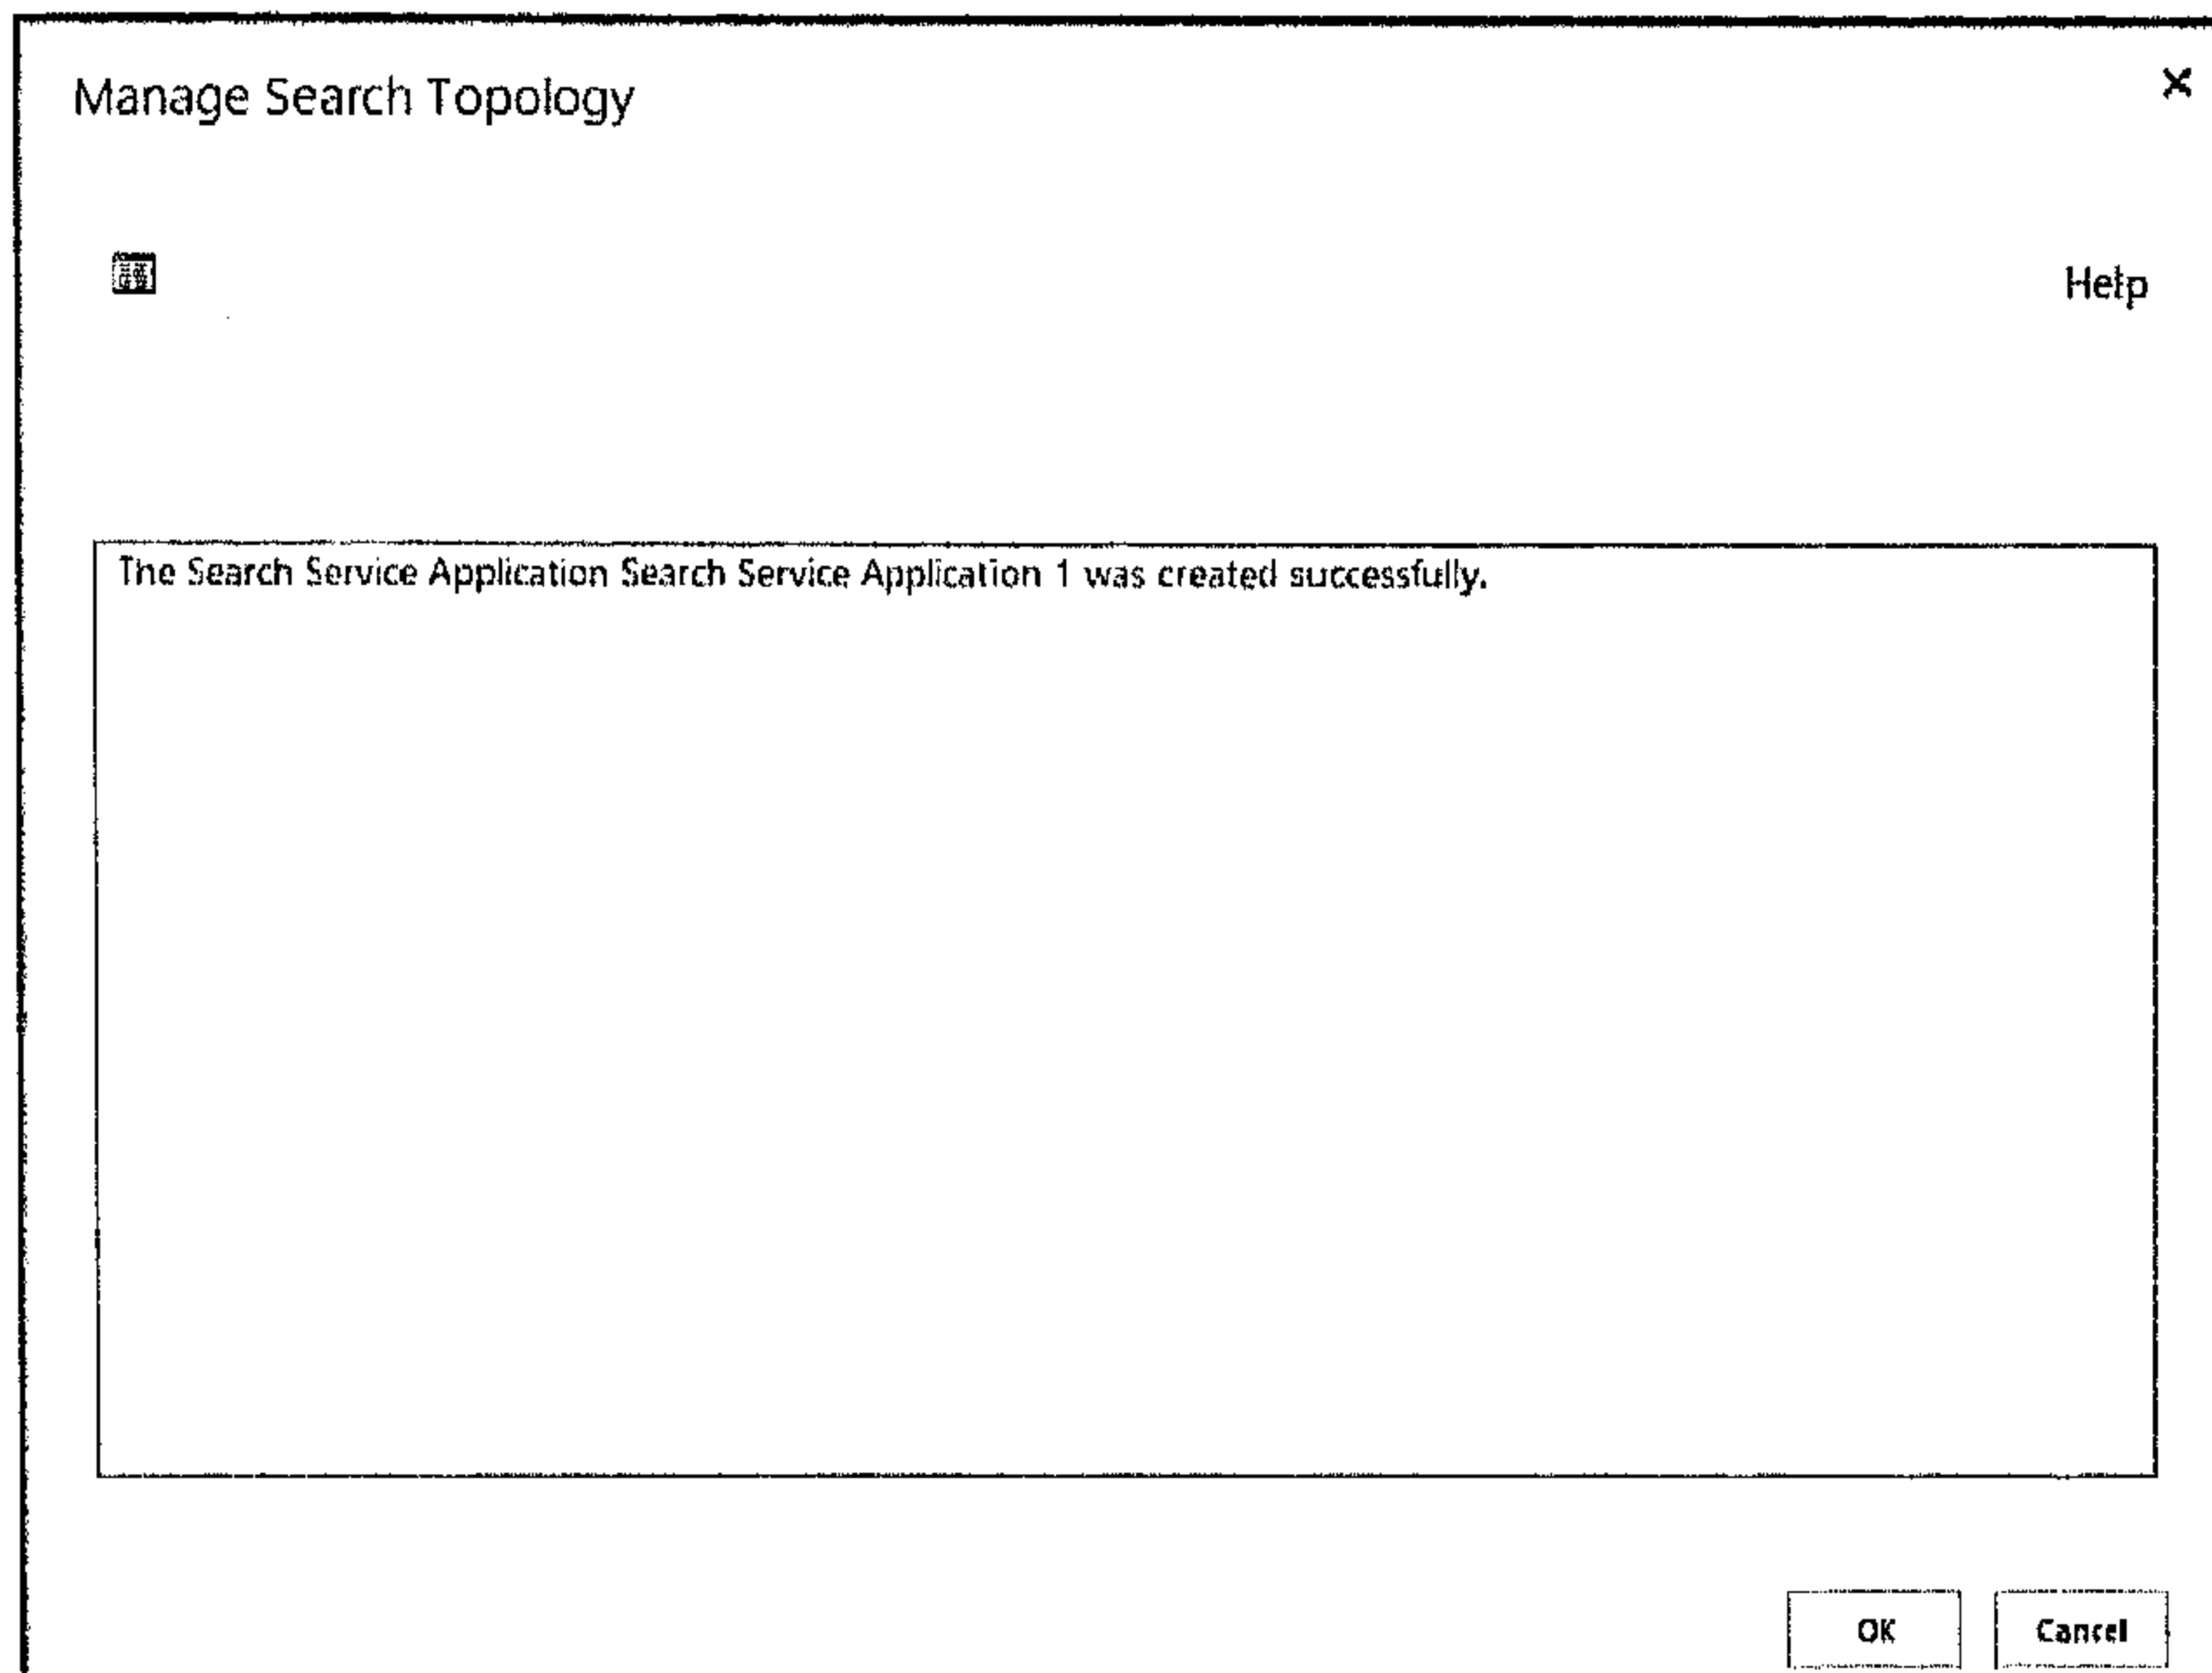 Manage Search Topology
×
Help
The Search Service Application Search Service Application 1 was created successfully.
OK
Cancel